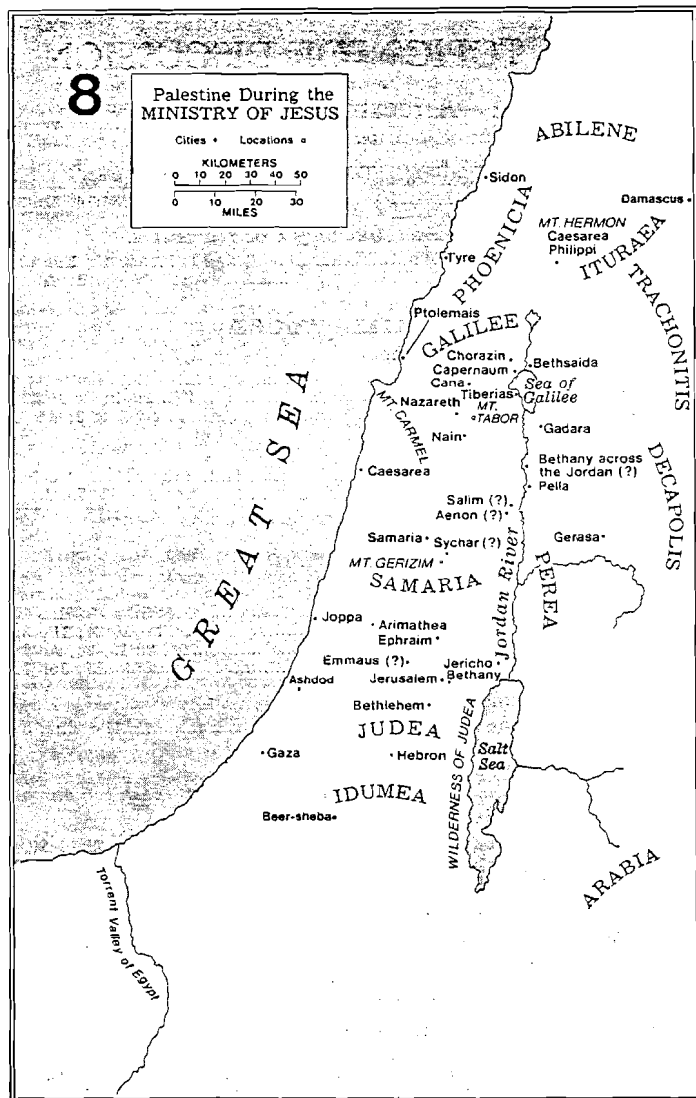 8
Palestine During the
MINISTRY OF JESUS
Cities • Locations ▫
KILOMETERS
0 10 20 30 40 50
0 10 20 30
MILES
ABILENE
Sidon
Damascus
MT. HERMON
Caesarea
Philippi
ITURAEA
PHOENICIA
TRACHONITIS
Tyre
Ptolemais
GALILEE
Chorazin
Bethsaida
Capernaum
Cana
Sea of
Galilee
Tiberias
Nazareth
MT.
TABOR
MT. CARMEL
Nain
Gadara
GREAT SEA
Caesarea
Bethany across
the Jordan (?)
Pella
DECAPOLIS
Salim (?)
Aenon (?)
Samaria
Sychar (?)
Gerasa
MT. GERIZIM
SAMARIA
Jordan River
PEREA
Joppa
Arimathea
Ephraim
Emmaus (?)
Jericho
Ashdod
Jerusalem
Bethany
Bethlehem
JUDEA
WILDERNESS OF JUDEA
Salt
Sea
Gaza
Hebron
IDUMEA
Beer-sheba
ARABIA
Torrent Valley of Egypt